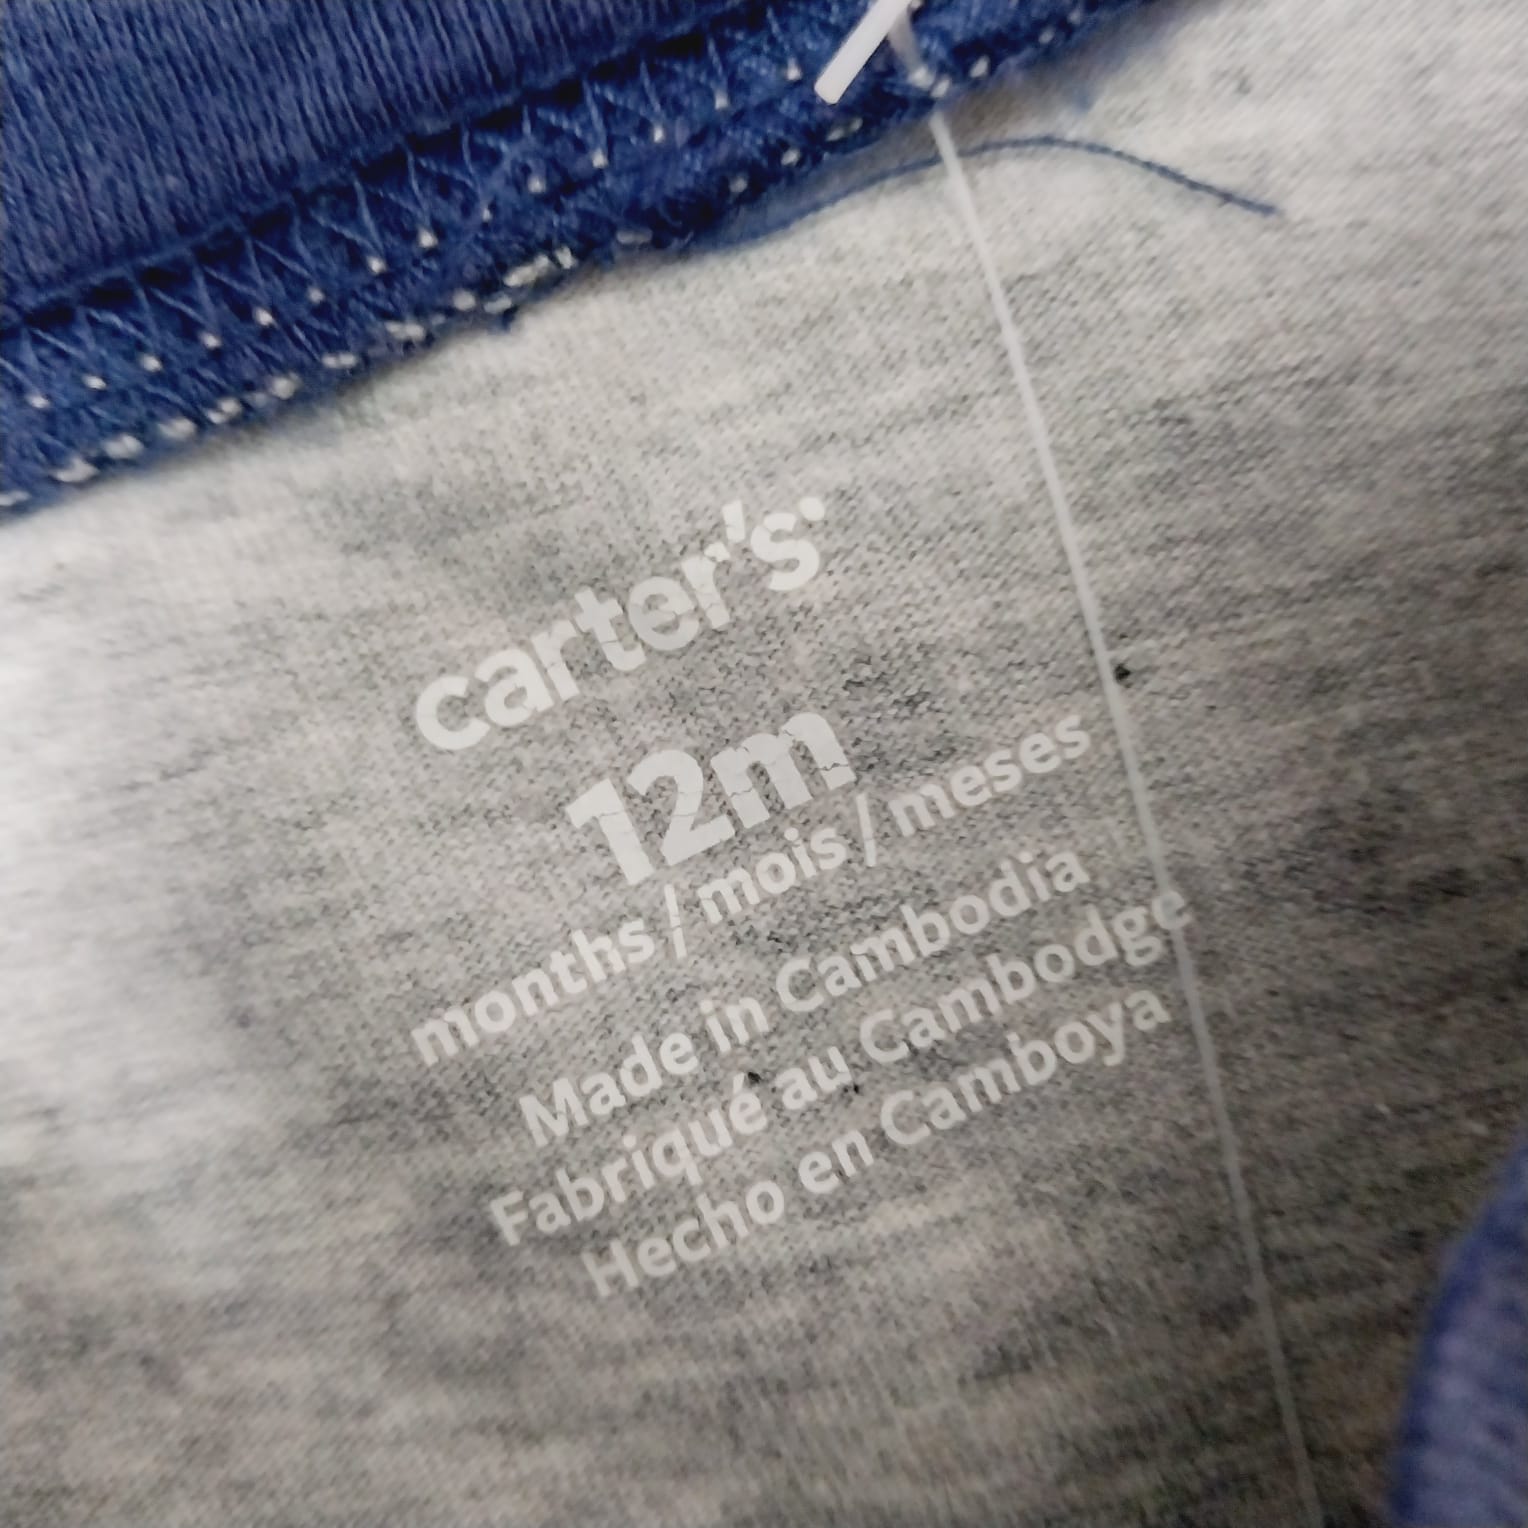 carter's
12m
months / mois / meses
Made in Cambodia
Fabriqué au Cambodge
Hecho en Camboya